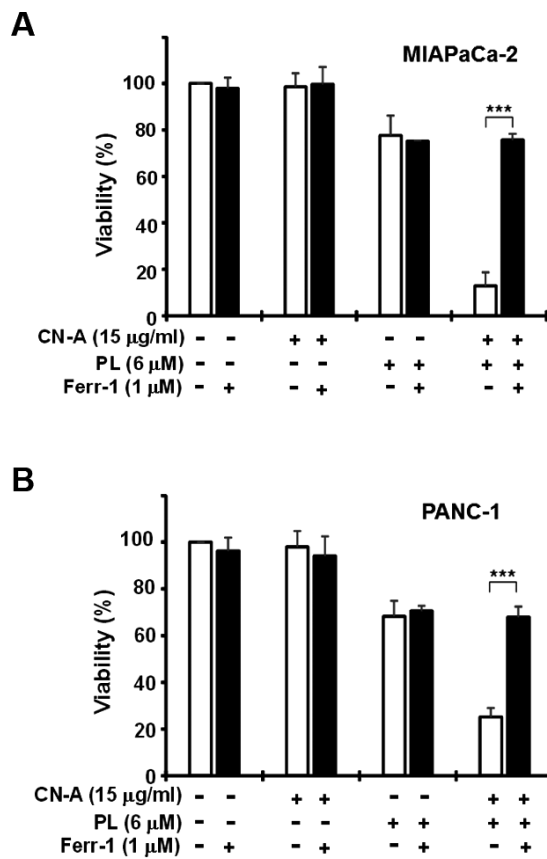 A
MIAPaCa-2
***
Viability (%)
100
80
60
40
20
0
CN-A (15 μg/ml) - - + + - - + +
PL (6 μM) - - - - + + + +
Ferr-1 (1 μM) - + - + - + - +
B
PANC-1
***
Viability (%)
100
80
60
40
20
0
CN-A (15 μg/ml) - - + + - - + +
PL (6 μM) - - - - + + + +
Ferr-1 (1 μM) - + - + - + - +